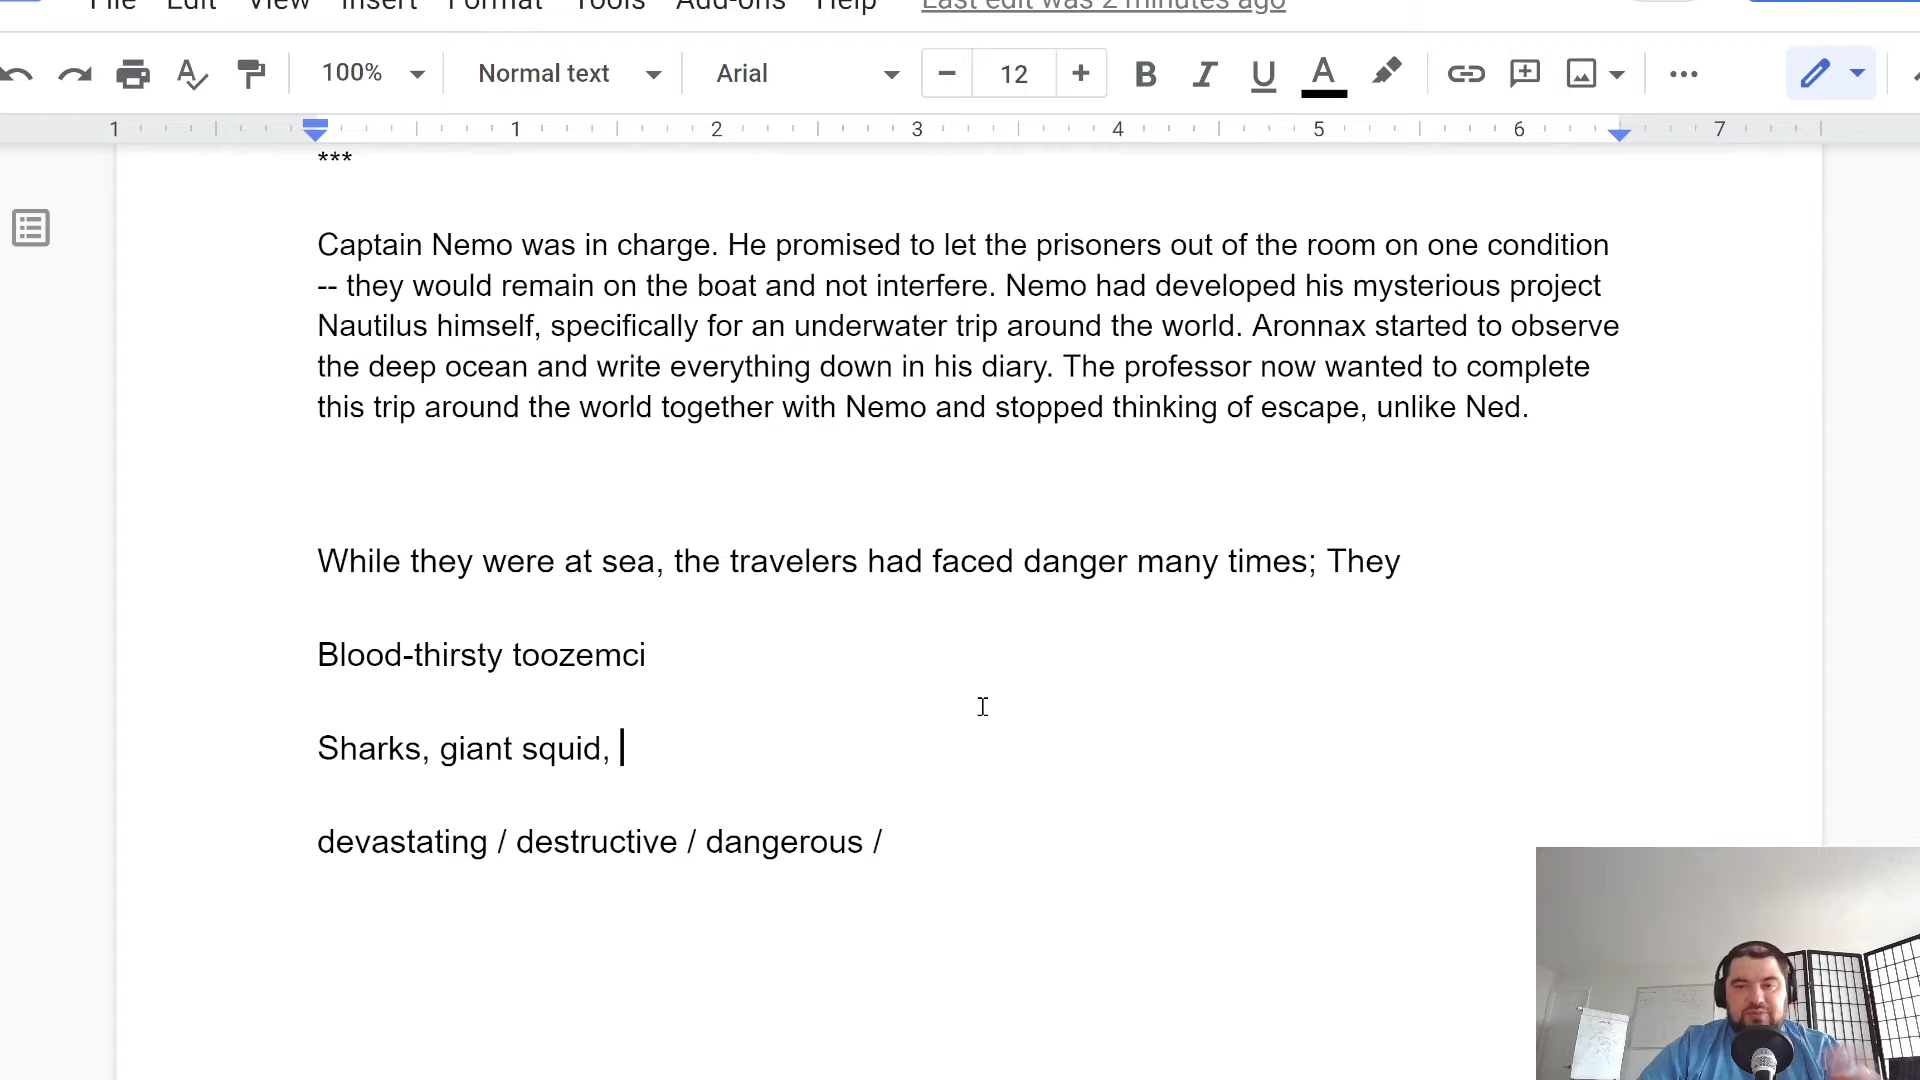 File Edit View Insert Format Tools Add-ons Help Last edit was 2 minutes ago
100% Normal text Arial 12 B I U A
1 1 2 3 4 5 6 7
***
Captain Nemo was in charge. He promised to let the prisoners out of the room on one condition
-- they would remain on the boat and not interfere. Nemo had developed his mysterious project
Nautilus himself, specifically for an underwater trip around the world. Aronnax started to observe
the deep ocean and write everything down in his diary. The professor now wanted to complete
this trip around the world together with Nemo and stopped thinking of escape, unlike Ned.
While they were at sea, the travelers had faced danger many times; They
Blood-thirsty toozemci
Sharks, giant squid,
devastating / destructive / dangerous /